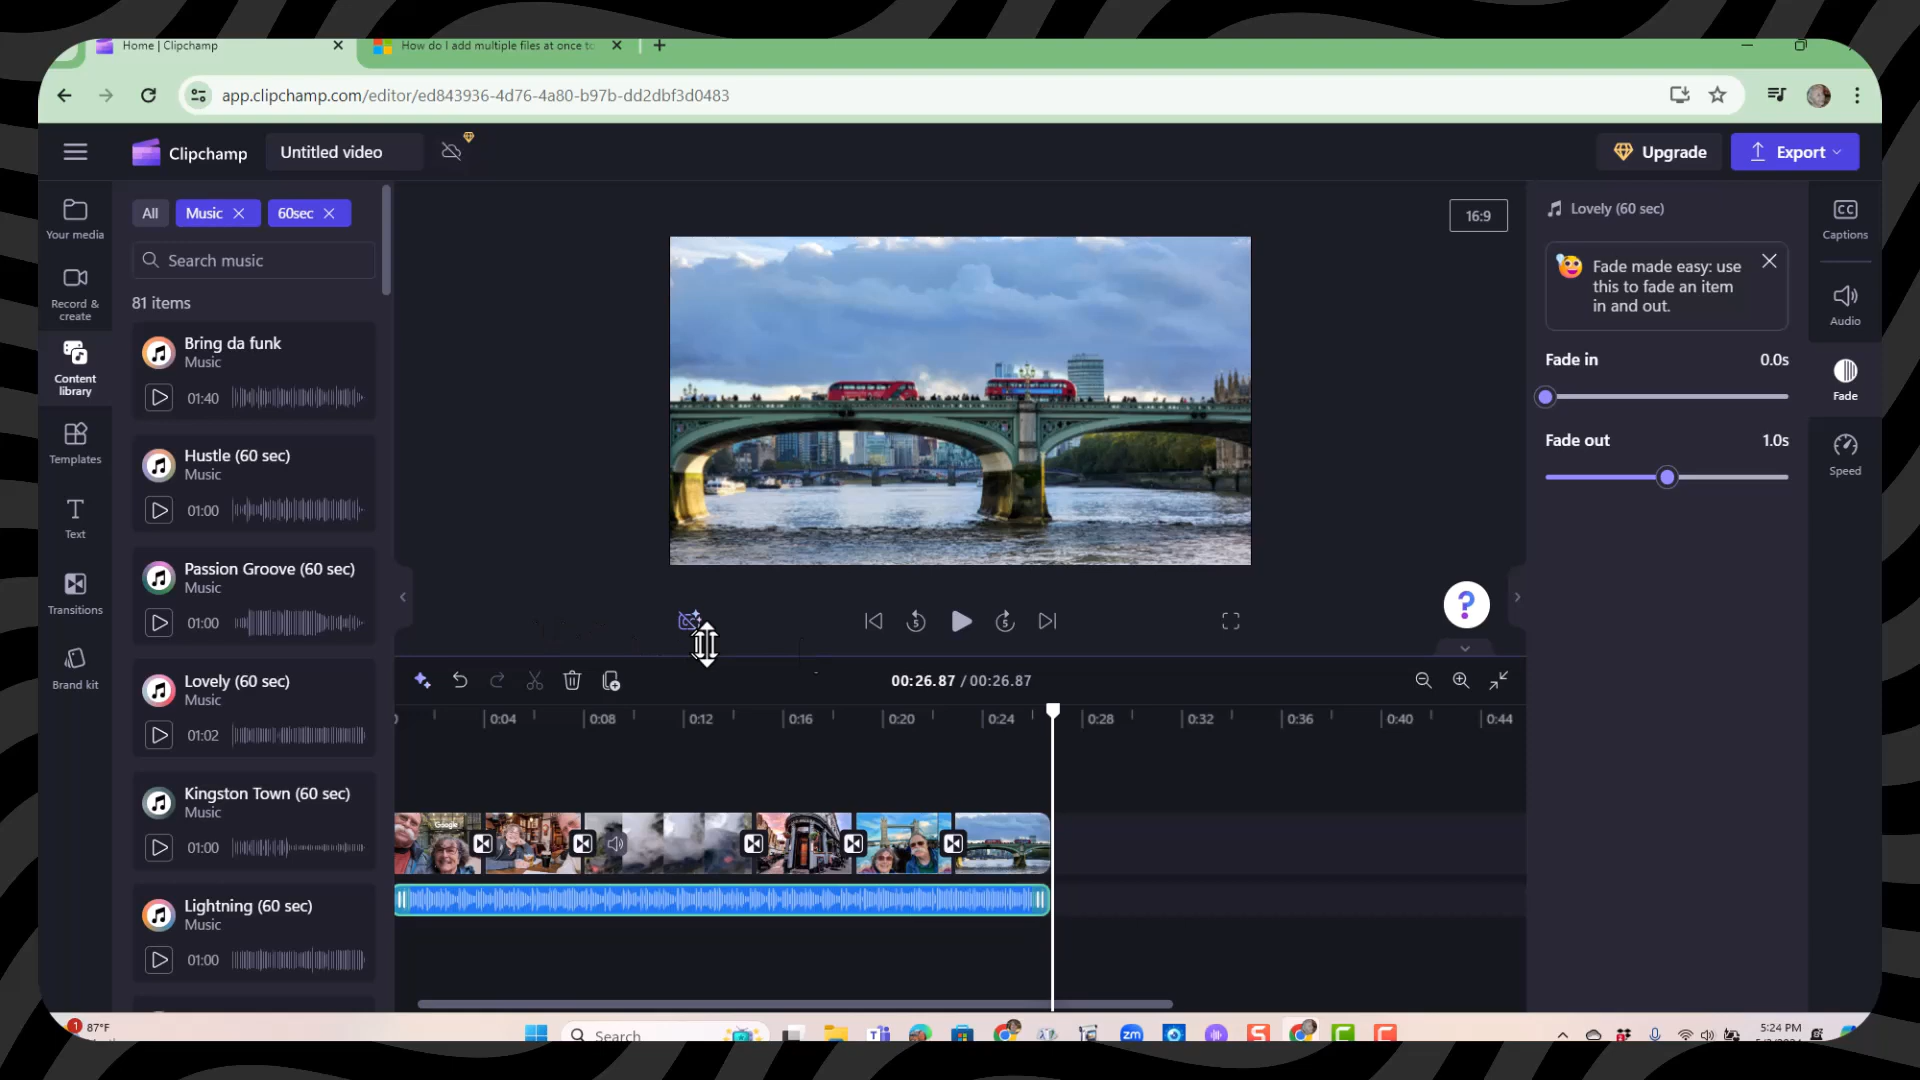 Home | Clipchamp
How do I add multiple files at once to
app.clipchamp.com/editor/ed843936-4d76-4a80-b97b-dd2dbf3d0483
Clipchamp
Untitled video
Upgrade
Export
Your media
Record & create
Content library
Templates
Text
Transitions
Brand kit
All
Music
60sec
Search music
81 items
Bring da funk
Music
01:40
Hustle (60 sec)
Music
01:00
Passion Groove (60 sec)
Music
01:00
Lovely (60 sec)
Music
01:02
Kingston Town (60 sec)
Music
01:00
Lightning (60 sec)
Music
01:00
16:9
5
5
?
00:26.87 / 00:26.87
0 0:04 0:08 0:12 0:16 0:20 0:24 0:28 0:32 0:36 0:40 0:44
Google
Lovely (60 sec)
Fade made easy: use
this to fade an item
in and out.
Fade in 0.0s
Fade out 1.0s
CC
Captions
Audio
Fade
Speed
1
87°F
Search
zm
S
C
C
5:24 PM